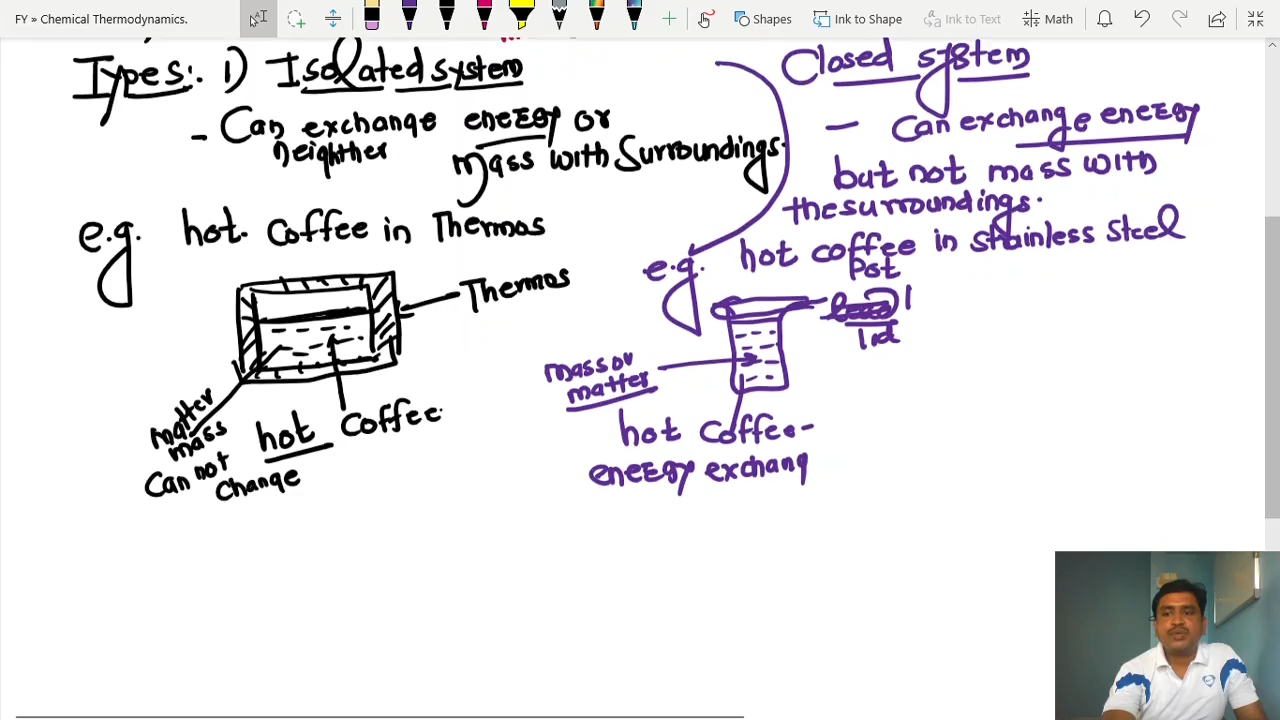 FY » Chemical Thermodynamics.
Shapes
Ink to Shape
Ink to Text
Math
Types:- 1) Isolated system
- Can exchange energy or
neighther
mass with Surroundings.
e.g. hot. Coffee in Thermos
Thermos
matter
mass
Can not
Change
hot Coffee.
Closed system
- Can exchange energy
but not mass with
the surroundings.
e.g. hot coffee in stainless steel
Pot
lid
mass or
matter
hot Coffee-
energy exchang